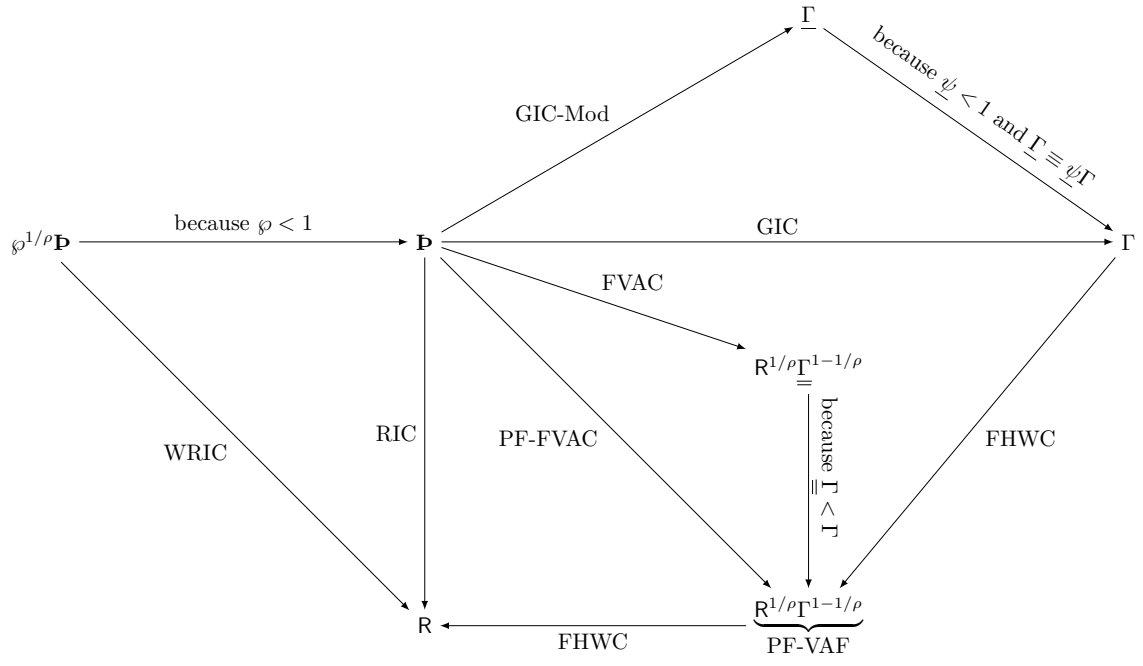 Γ̲
because ψ̲ < 1 and Γ̲ ≡ ψ̲Γ
GIC-Mod
℘^{1/ρ}Þ
because ℘ < 1
Þ
GIC
Γ
FVAC
R^{1/ρ}Γ̳^{1−1/ρ}
WRIC
RIC
PF-FVAC
because Γ̳ < Γ
FHWC
R
FHWC
R^{1/ρ}Γ^{1−1/ρ}
PF-VAF